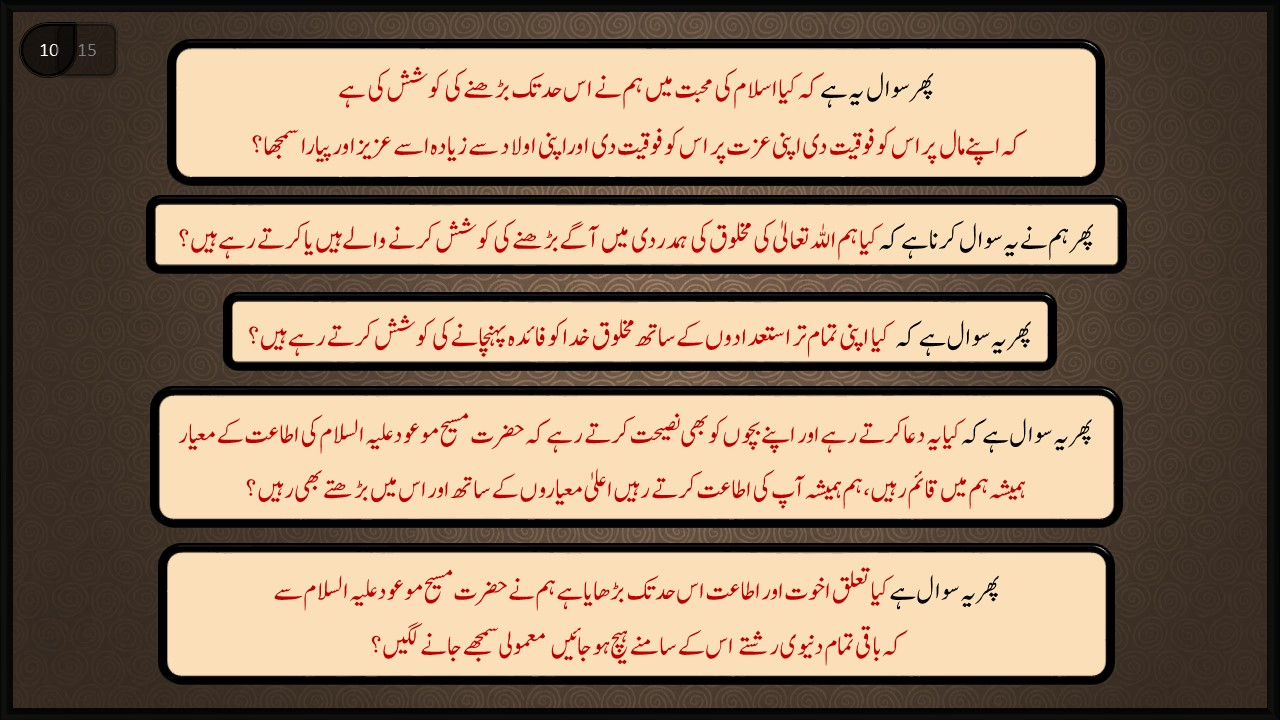 10 15
پھر سوال یہ ہے کہ کیا اسلام کی محبت میں ہم نے اس حد تک بڑھنے کی کوشش کی ہے
کہ اپنے مال پر اس کو فوقیت دی اپنی عزت پر اس کو فوقیت دی اور اپنی اولاد سے زیادہ اسے عزیز اور پیارا سمجھا؟
پھر ہم نے یہ سوال کرنا ہے کہ کیا ہم اللہ تعالیٰ کی مخلوق کی ہمدردی میں آگے بڑھنے کی کوشش کرنے والے ہیں یا کرتے رہے ہیں؟
پھر یہ سوال ہے کہ کیا اپنی تمام تر استعدادوں کے ساتھ مخلوق خدا کو فائدہ پہنچانے کی کوشش کرتے رہے ہیں؟
پھر یہ سوال ہے کہ کیا یہ دعا کرتے رہے اور اپنے بچوں کو بھی نصیحت کرتے رہے کہ حضرت مسیح موعود علیہ السلام کی اطاعت کے معیار
ہمیشہ ہم میں قائم رہیں، ہم ہمیشہ آپ کی اطاعت کرتے رہیں اعلیٰ معیاروں کے ساتھ اور اس میں بڑھتے بھی رہیں؟
پھر یہ سوال ہے کیا تعلق اخوت اور اطاعت اس حد تک بڑھایا ہے ہم نے حضرت مسیح موعود علیہ السلام سے
کہ باقی تمام دنیوی رشتے اس کے سامنے ہیچ ہو جائیں معمولی سمجھے جانے لگیں؟